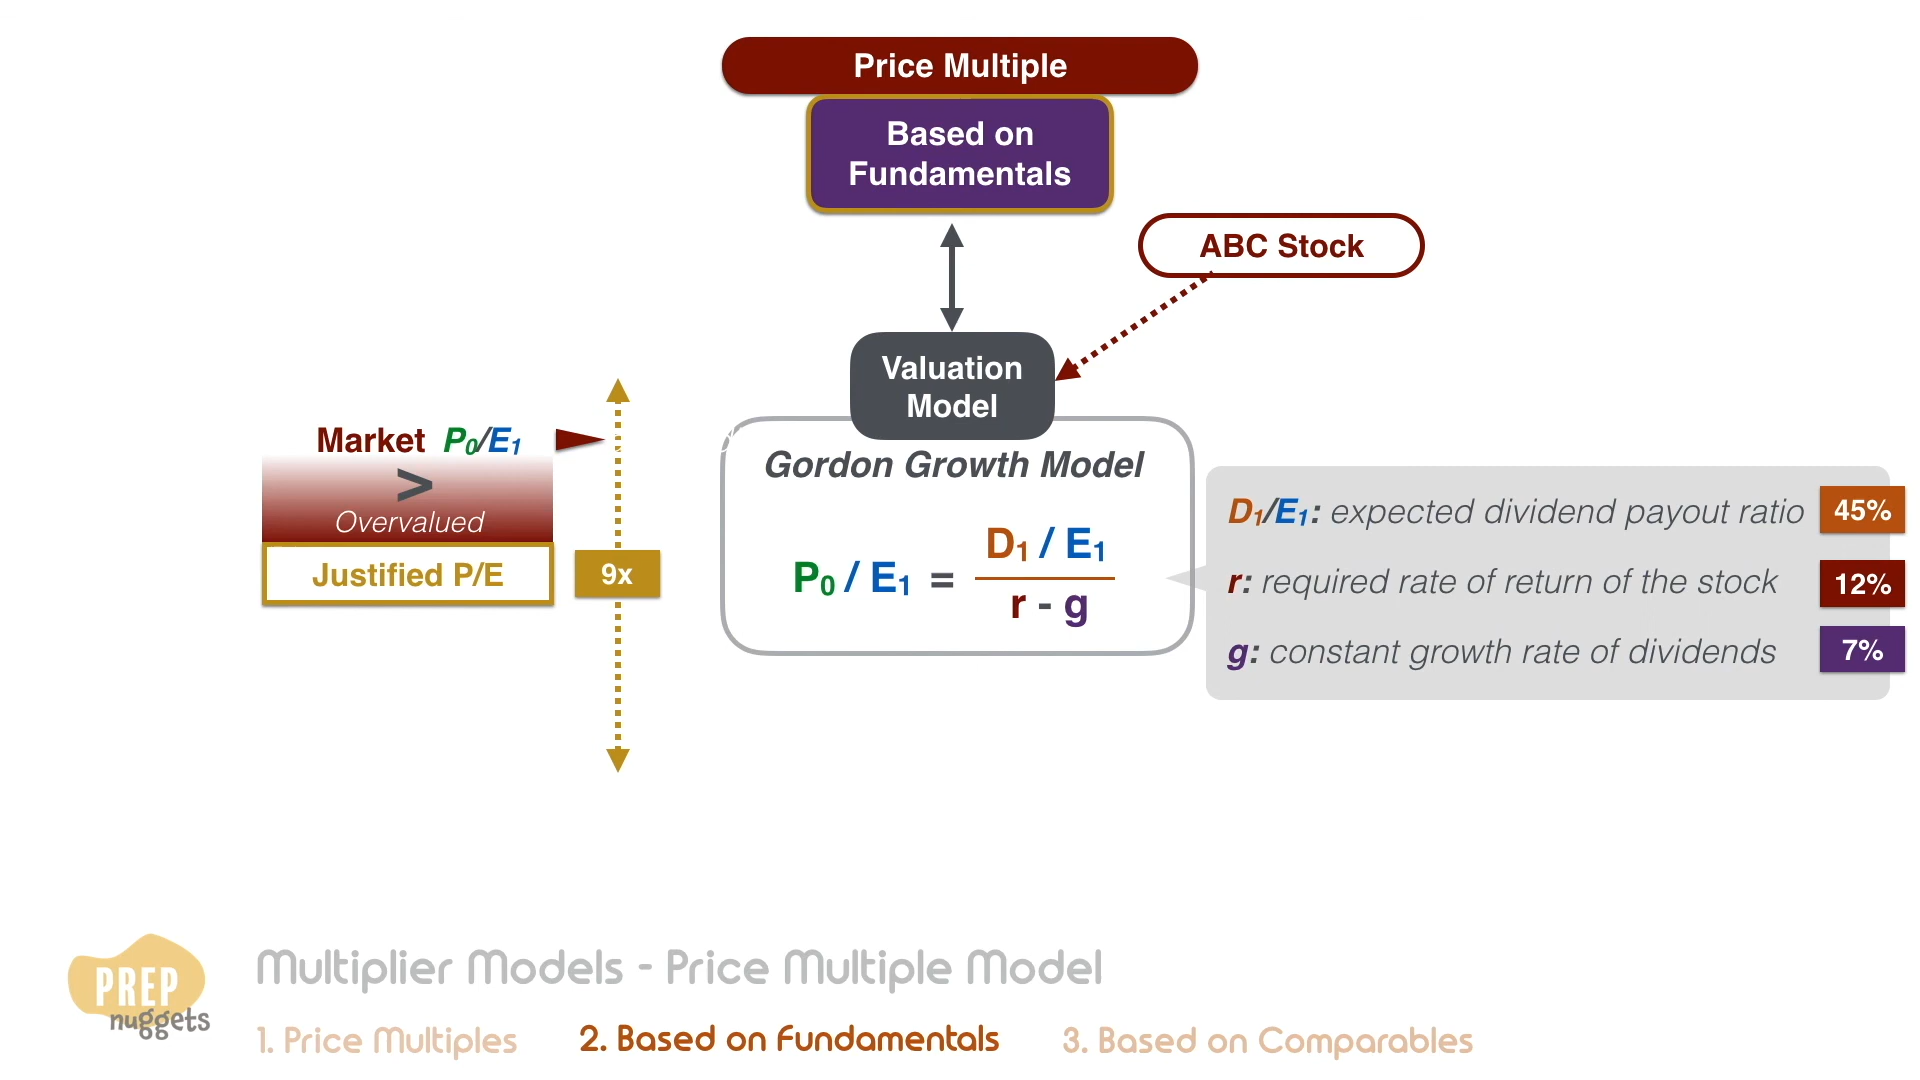 Price Multiple
Based on
Fundamentals
ABC Stock
Valuation
Model
Market P₀/E₁
>
Overvalued
Justified P/E
9x
Gordon Growth Model
P₀ / E₁ = D₁ / E₁
r - g
D₁/E₁: expected dividend payout ratio 45%
r: required rate of return of the stock 12%
g: constant growth rate of dividends 7%
PREP
nuggets
Multiplier Models - Price Multiple Model
1. Price Multiples 2. Based on Fundamentals 3. Based on Comparables